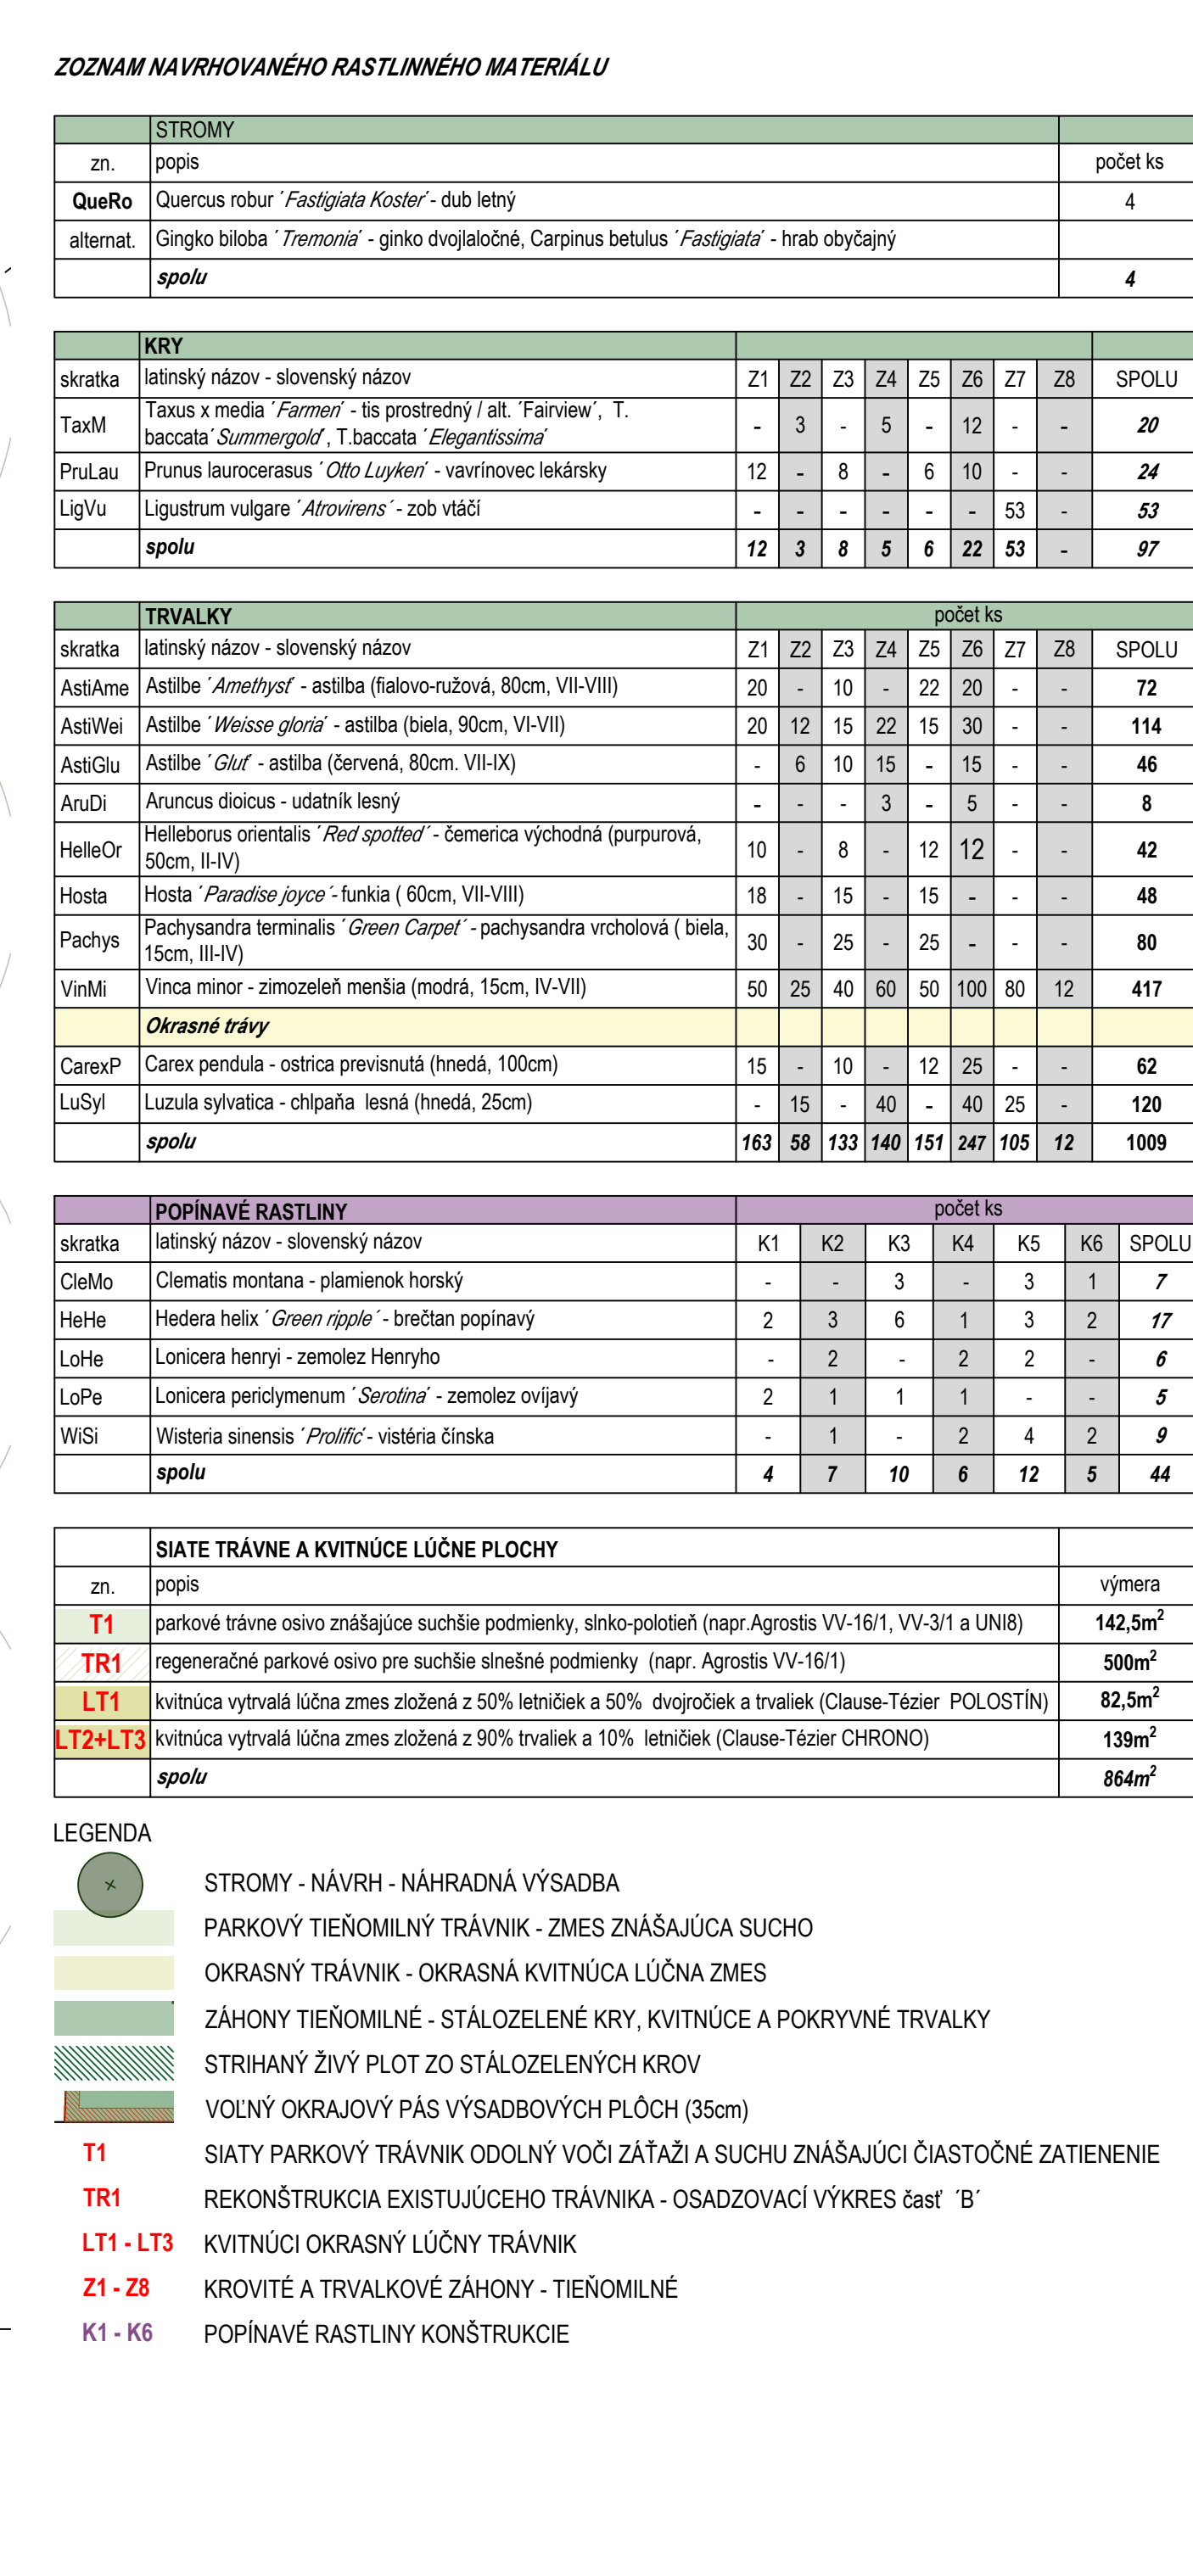 ZOZNAM NAVRHOVANÉHO RASTLINNÉHO MATERIÁLU
STROMY
zn. popis počet ks
QueRo Quercus robur ´Fastigiata Koster´- dub letný 4
alternat. Gingko biloba ´Tremonia´ - ginko dvojlaločné, Carpinus betulus ´Fastigiata´ - hrab obyčajný
spolu 4
KRY
skratka latinský názov - slovenský názov Z1 Z2 Z3 Z4 Z5 Z6 Z7 Z8 SPOLU
TaxM Taxus x media ´Farmen´ - tis prostredný / alt. ´Fairview´, T.
baccata´Summergold´, T.baccata ´Elegantissima´ - 3 - 5 - 12 - - 20
PruLau Prunus laurocerasus ´Otto Luyken´ - vavrínovec lekársky 12 - 8 - 6 10 - - 24
LigVu Ligustrum vulgare ´Atrovirens´- zob vtáčí - - - - - - 53 - 53
spolu 12 3 8 5 6 22 53 - 97
TRVALKY počet ks
skratka latinský názov - slovenský názov Z1 Z2 Z3 Z4 Z5 Z6 Z7 Z8 SPOLU
AstiAme Astilbe ´Amethyst´ - astilba (fialovo-ružová, 80cm, VII-VIII) 20 - 10 - 22 20 - - 72
AstiWei Astilbe ´Weisse gloria´ - astilba (biela, 90cm, VI-VII) 20 12 15 22 15 30 - - 114
AstiGlu Astilbe ´Glut´ - astilba (červená, 80cm. VII-IX) - 6 10 15 - 15 - - 46
AruDi Aruncus dioicus - udatník lesný - - - 3 - 5 - - 8
HelleOr Helleborus orientalis ´Red spotted´- čemerica východná (purpurová,
50cm, II-IV) 10 - 8 - 12 12 - - 42
Hosta Hosta ´Paradise joyce´- funkia ( 60cm, VII-VIII) 18 - 15 - 15 - - - 48
Pachys Pachysandra terminalis ´Green Carpet´ - pachysandra vrcholová ( biela,
15cm, III-IV) 30 - 25 - 25 - - - 80
VinMi Vinca minor - zimozeleň menšia (modrá, 15cm, IV-VII) 50 25 40 60 50 100 80 12 417
Okrasné trávy
CarexP Carex pendula - ostrica previsnutá (hnedá, 100cm) 15 - 10 - 12 25 - - 62
LuSyl Luzula sylvatica - chlpaňa lesná (hnedá, 25cm) - 15 - 40 - 40 25 - 120
spolu 163 58 133 140 151 247 105 12 1009
POPÍNAVÉ RASTLINY počet ks
skratka latinský názov - slovenský názov K1 K2 K3 K4 K5 K6 SPOLU
CleMo Clematis montana - plamienok horský - - 3 - 3 1 7
HeHe Hedera helix ´Green ripple´- brečtan popínavý 2 3 6 1 3 2 17
LoHe Lonicera henryi - zemolez Henryho - 2 - 2 2 - 6
LoPe Lonicera periclymenum ´Serotina´ - zemolez ovíjavý 2 1 1 1 - - 5
WiSi Wisteria sinensis ´Prolific´- vistéria čínska - 1 - 2 4 2 9
spolu 4 7 10 6 12 5 44
SIATE TRÁVNE A KVITNÚCE LÚČNE PLOCHY
zn. popis výmera
T1 parkové trávne osivo znášajúce suchšie podmienky, slnko-polotieň (napr.Agrostis VV-16/1, VV-3/1 a UNI8) 142,5m²
TR1 regeneračné parkové osivo pre suchšie slnešné podmienky (napr. Agrostis VV-16/1) 500m²
LT1 kvitnúca vytrvalá lúčna zmes zložená z 50% letničiek a 50% dvojročiek a trvaliek (Clause-Tézier POLOSTÍN) 82,5m²
LT2+LT3 kvitnúca vytrvalá lúčna zmes zložená z 90% trvaliek a 10% letničiek (Clause-Tézier CHRONO) 139m²
spolu 864m²
LEGENDA
STROMY - NÁVRH - NÁHRADNÁ VÝSADBA
PARKOVÝ TIEŇOMILNÝ TRÁVNIK - ZMES ZNÁŠAJÚCA SUCHO
OKRASNÝ TRÁVNIK - OKRASNÁ KVITNÚCA LÚČNA ZMES
ZÁHONY TIEŇOMILNÉ - STÁLOZELENÉ KRY, KVITNÚCE A POKRYVNÉ TRVALKY
STRIHANÝ ŽIVÝ PLOT ZO STÁLOZELENÝCH KROV
VOĽNÝ OKRAJOVÝ PÁS VÝSADBOVÝCH PLÔCH (35cm)
T1 SIATY PARKOVÝ TRÁVNIK ODOLNÝ VOČI ZÁŤAŽI A SUCHU ZNÁŠAJÚCI ČIASTOČNÉ ZATIENENIE
TR1 REKONŠTRUKCIA EXISTUJÚCEHO TRÁVNIKA - OSADZOVACÍ VÝKRES časť ´B´
LT1 - LT3 KVITNÚCI OKRASNÝ LÚČNY TRÁVNIK
Z1 - Z8 KROVITÉ A TRVALKOVÉ ZÁHONY - TIEŇOMILNÉ
K1 - K6 POPÍNAVÉ RASTLINY KONŠTRUKCIE